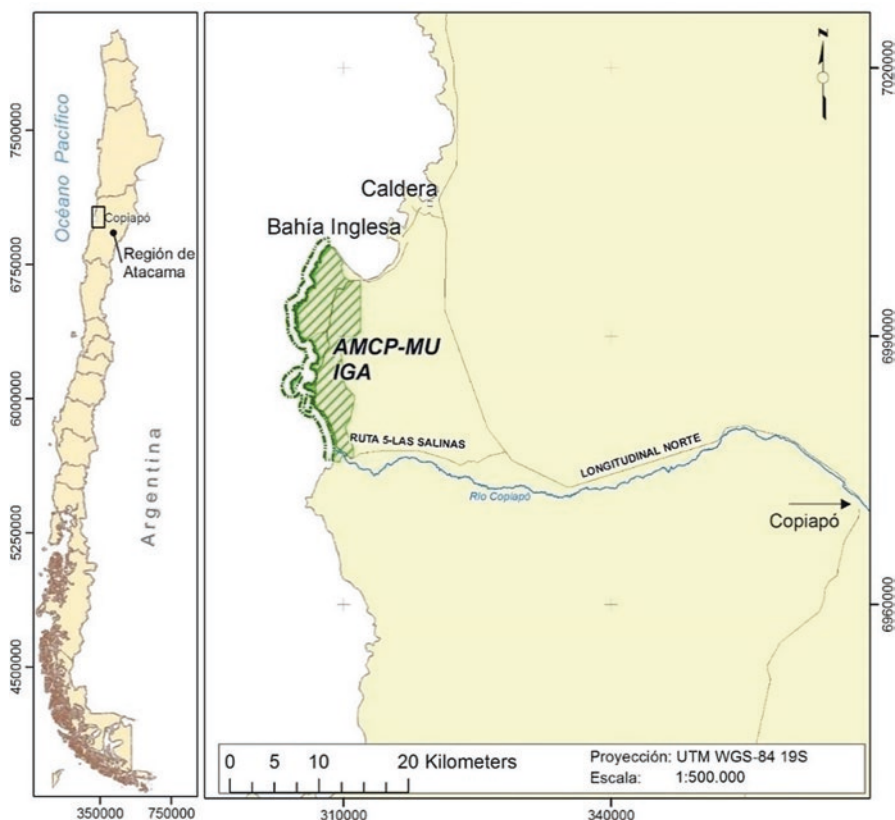 Océano Pacífico
Copiapó
Región de
Atacama
Argentina
7500000
6750000
6000000
5250000
4500000
350000
750000
Caldera
Bahía Inglesa
AMCP-MU
IGA
RUTA 5-LAS SALINAS
LONGITUDINAL NORTE
Río Copiapó
Copiapó
N
7020000
6990000
6960000
0 5 10 20 Kilometers
Proyección: UTM WGS-84 19S
Escala: 1:500.000
310000
340000